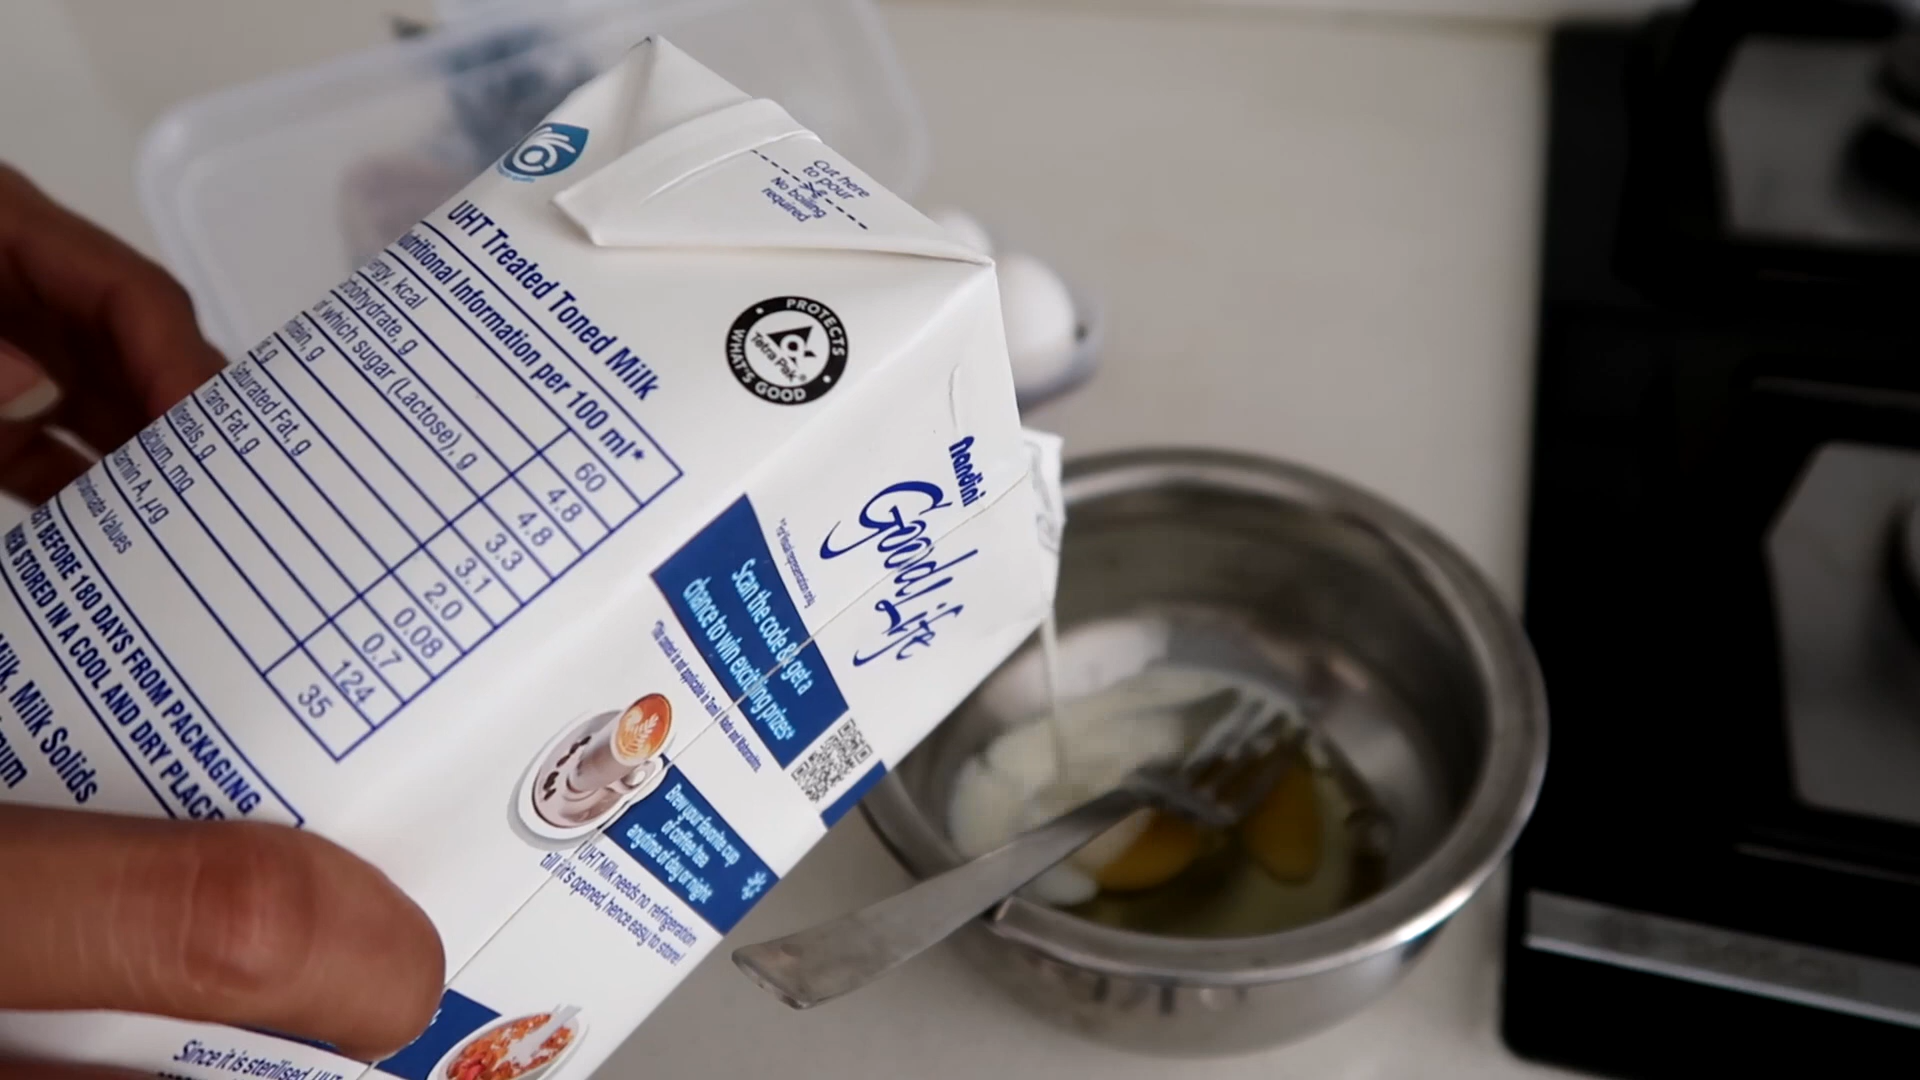 Cut here
to pour
No boiling
required
UHT Treated Toned Milk
Nutritional Information per 100 ml*
Energy, kcal 60
Carbohydrate, g 4.8
of which sugar (Lactose), g 4.8
Protein, g 3.3
Fat, g 3.1
Saturated Fat, g 2.0
Trans Fat, g 0.08
Minerals, g 0.7
Calcium, mg 124
Vitamin A, µg 35
Values
BEFORE 180 DAYS FROM PACKAGING
WHEN STORED IN A COOL AND DRY PLACE
Milk, Milk Solids
PROTECTS
WHAT'S GOOD
Tetra Pak®
nandini
Good Life
Scan the code & get a
chance to win exciting prizes*
Brew your favorite cup
of coffee/tea
anytime of day or night
UHT Milk needs no refrigeration
till it's opened, hence easy to store!
Since it is sterilised, UHT